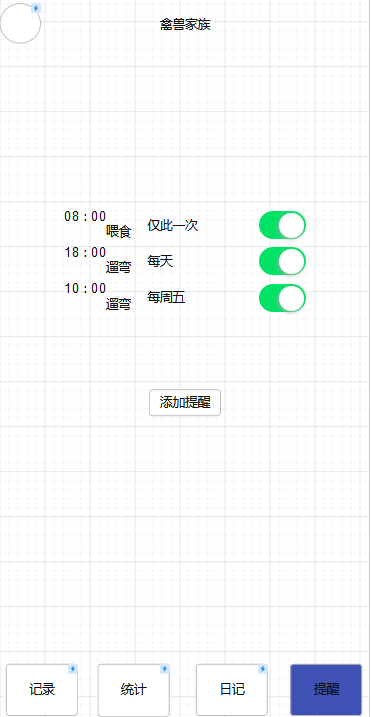 禽兽家族
08：00
喂食 仅此一次
18：00
遛弯 每天
10：00
遛弯 每周五
添加提醒
记录 统计 日记 提醒